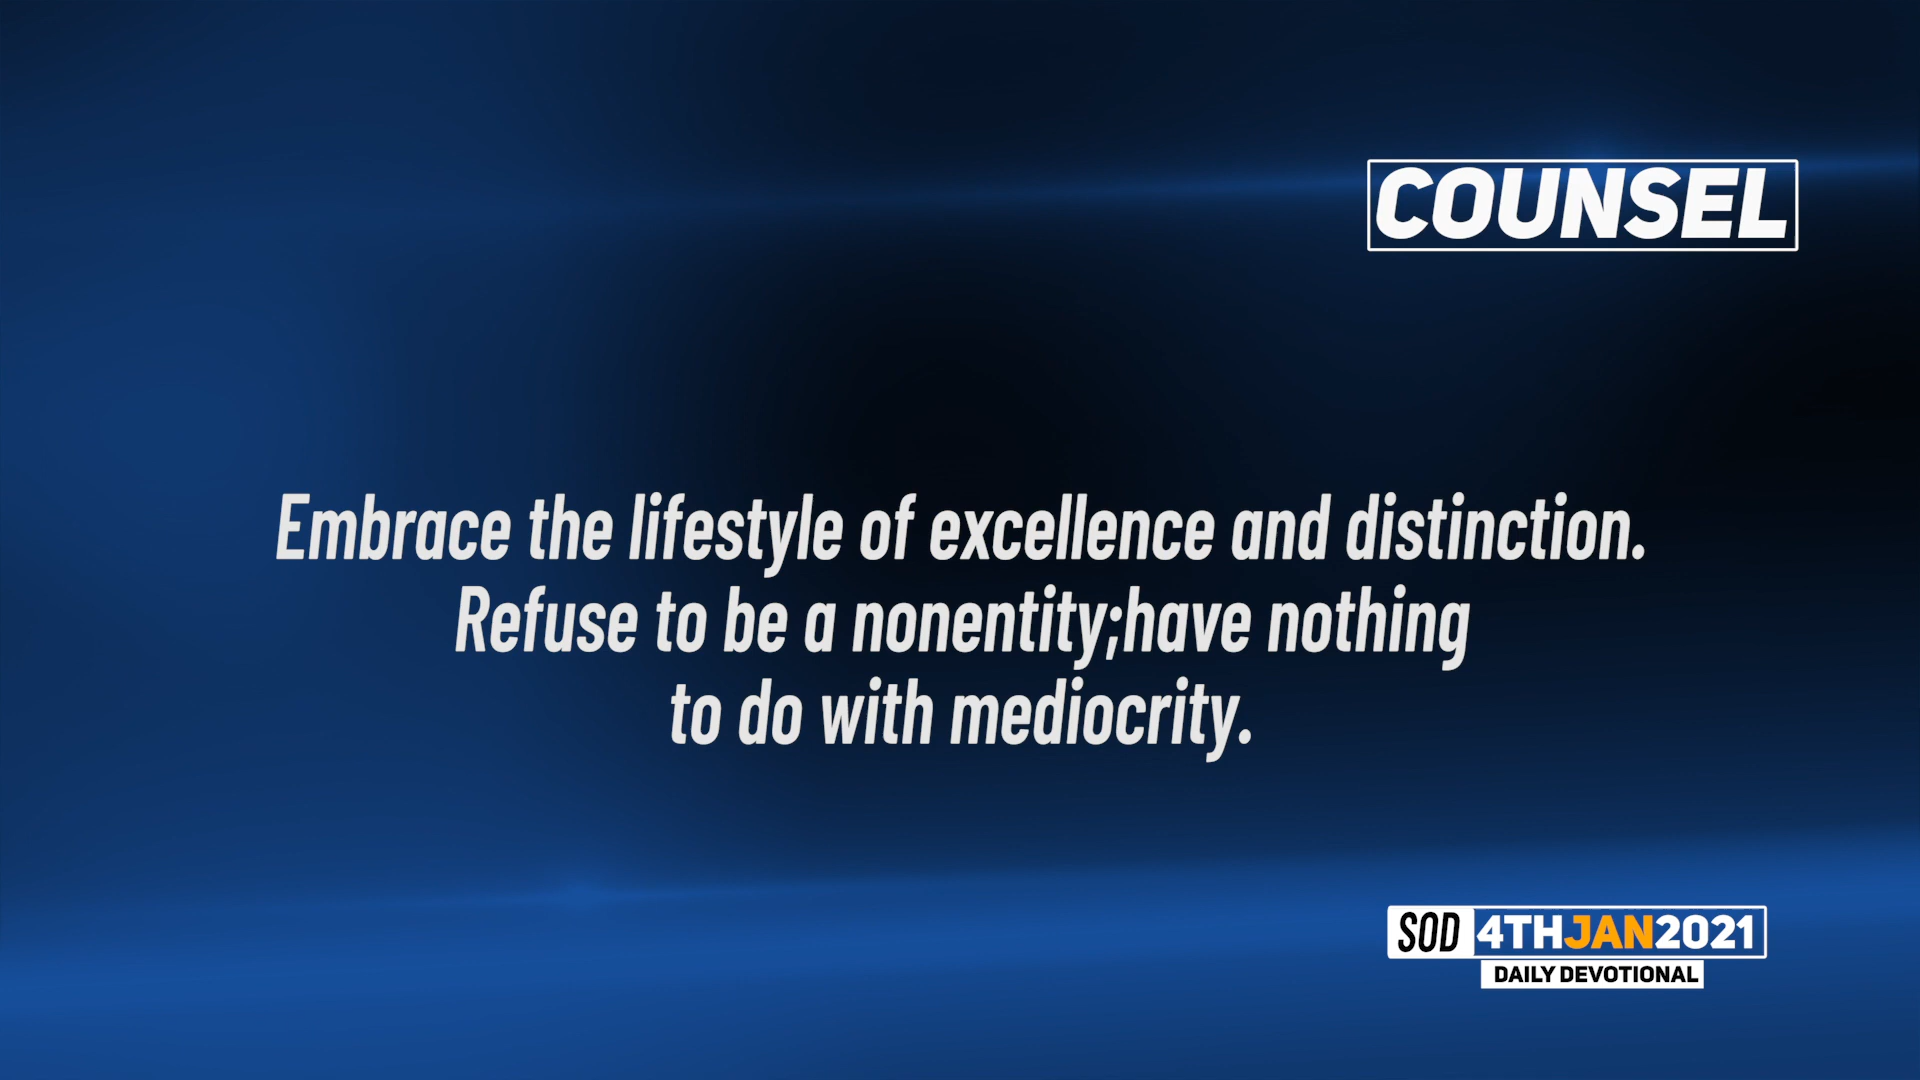 COUNSEL
Embrace the lifestyle of excellence and distinction.
Refuse to be a nonentity;have nothing
to do with mediocrity.
SOD 4THJAN2021
DAILY DEVOTIONAL